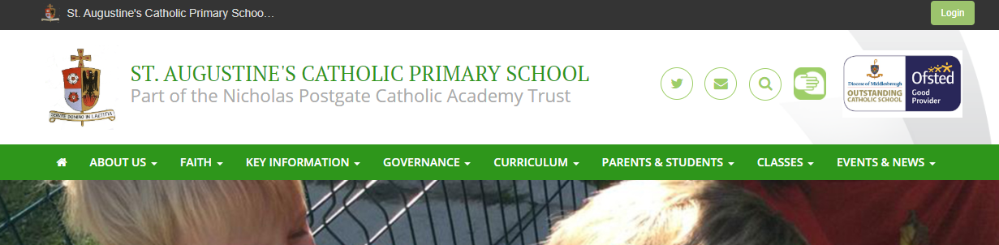 St. Augustine's Catholic Primary Schoo...
Login
ST. AUGUSTINE'S CATHOLIC PRIMARY SCHOOL
Part of the Nicholas Postgate Catholic Academy Trust
SERVITE DOMINO IN LAETITIA
Diocese of Middlesbrough
OUTSTANDING
CATHOLIC SCHOOL
Ofsted
Good
Provider
ABOUT US
FAITH
KEY INFORMATION
GOVERNANCE
CURRICULUM
PARENTS & STUDENTS
CLASSES
EVENTS & NEWS